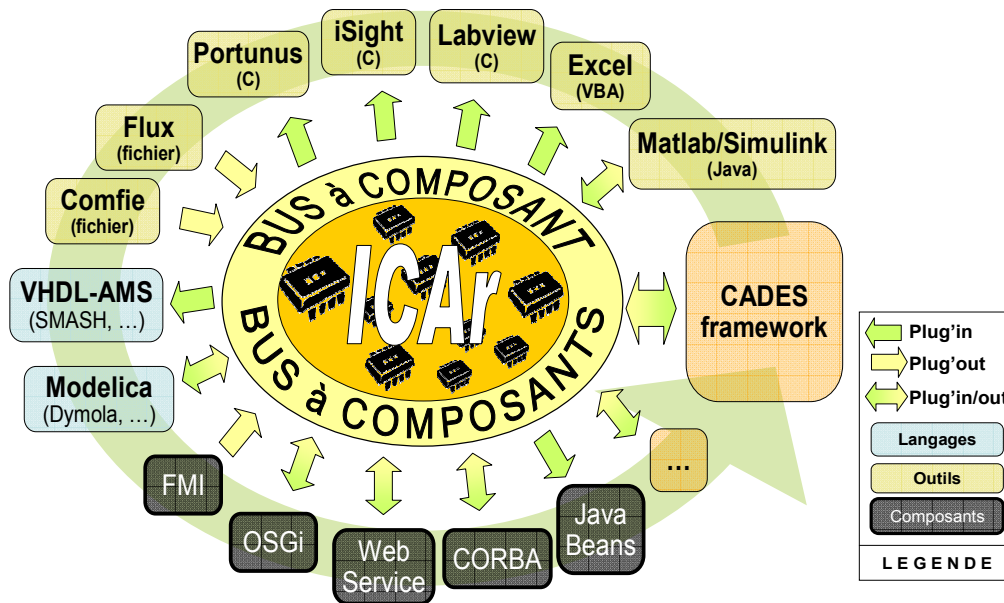 iSight
(C)
Labview
(C)
Portunus
(C)
Excel
(VBA)
Flux
(fichier)
Matlab/Simulink
(Java)
Comfie
(fichier)
BUS à COMPOSANT
ICAr
BUS à COMPOSANTS
VHDL-AMS
(SMASH, …)
CADES
framework
Modelica
(Dymola, …)
FMI
OSGi
Web
Service
CORBA
Java
Beans
...
Plug'in
Plug'out
Plug'in/out
Langages
Outils
Composants
LEGENDE